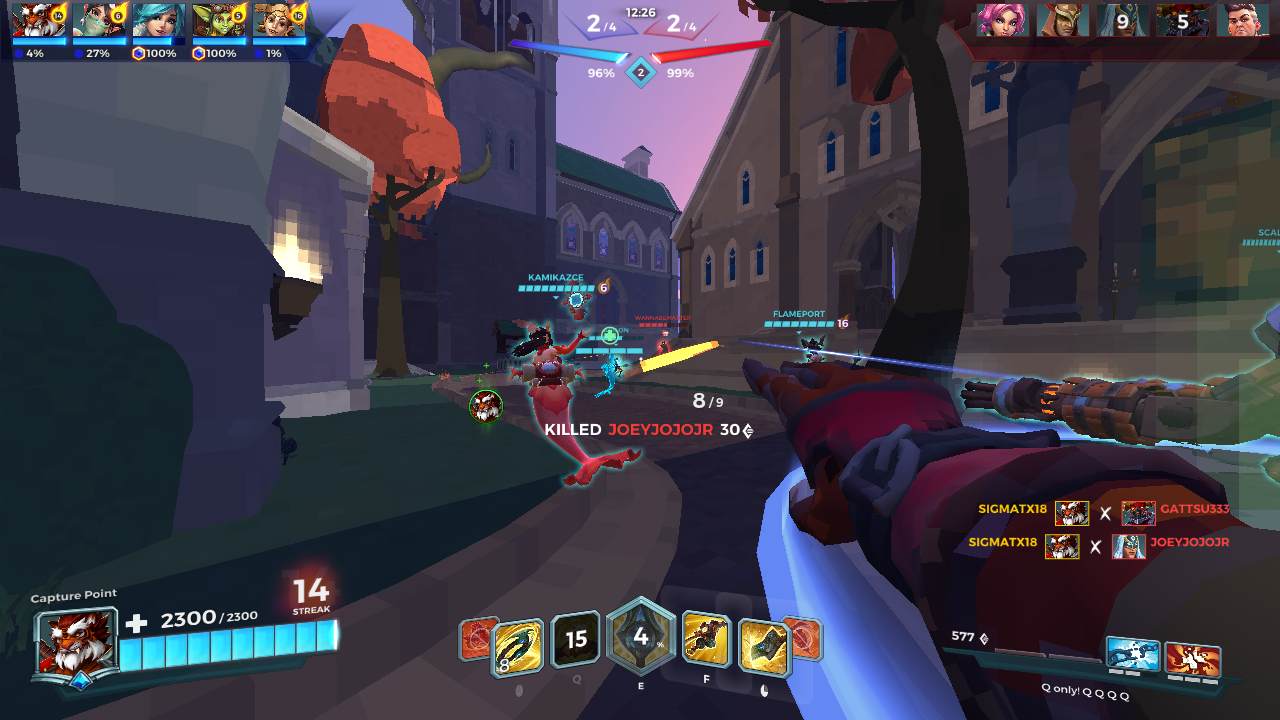 14 6 5 16
4% 27% 100% 100% 1%
2/4 12:26 2/4
96% 2 99%
9 5
KAMIKAZCE
6
FLAMEPORT
16
8/9
KILLED JOEYJOJOJR 30
SIGMATX18 X GATTSU333
SIGMATX18 X JOEYJOJOJR
Capture Point
2300/2300
14
STREAK
8 15 4%
Q E F
577
Q only! Q Q Q Q